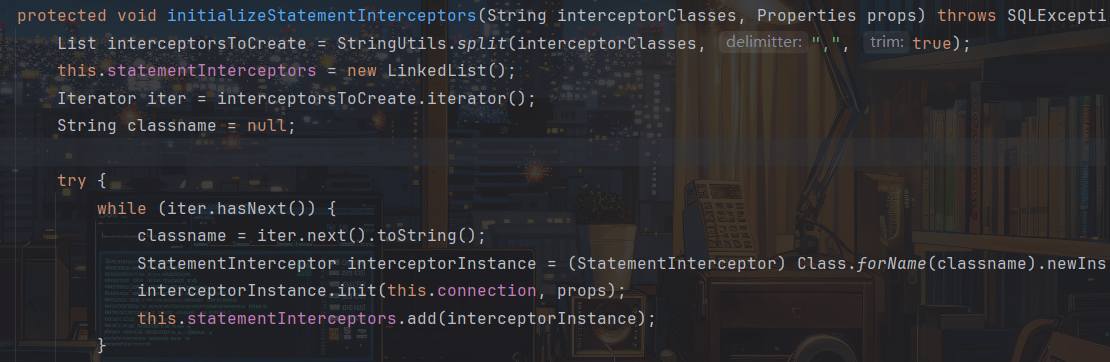 protected void initializeStatementInterceptors(String interceptorClasses, Properties props) throws SQLExcepti
List interceptorsToCreate = StringUtils.split(interceptorClasses, delimitter: ",", trim: true);
this.statementInterceptors = new LinkedList();
Iterator iter = interceptorsToCreate.iterator();
String classname = null;
try {
while (iter.hasNext()) {
classname = iter.next().toString();
StatementInterceptor interceptorInstance = (StatementInterceptor) Class.forName(classname).newIns
interceptorInstance.init(this.connection, props);
this.statementInterceptors.add(interceptorInstance);
}